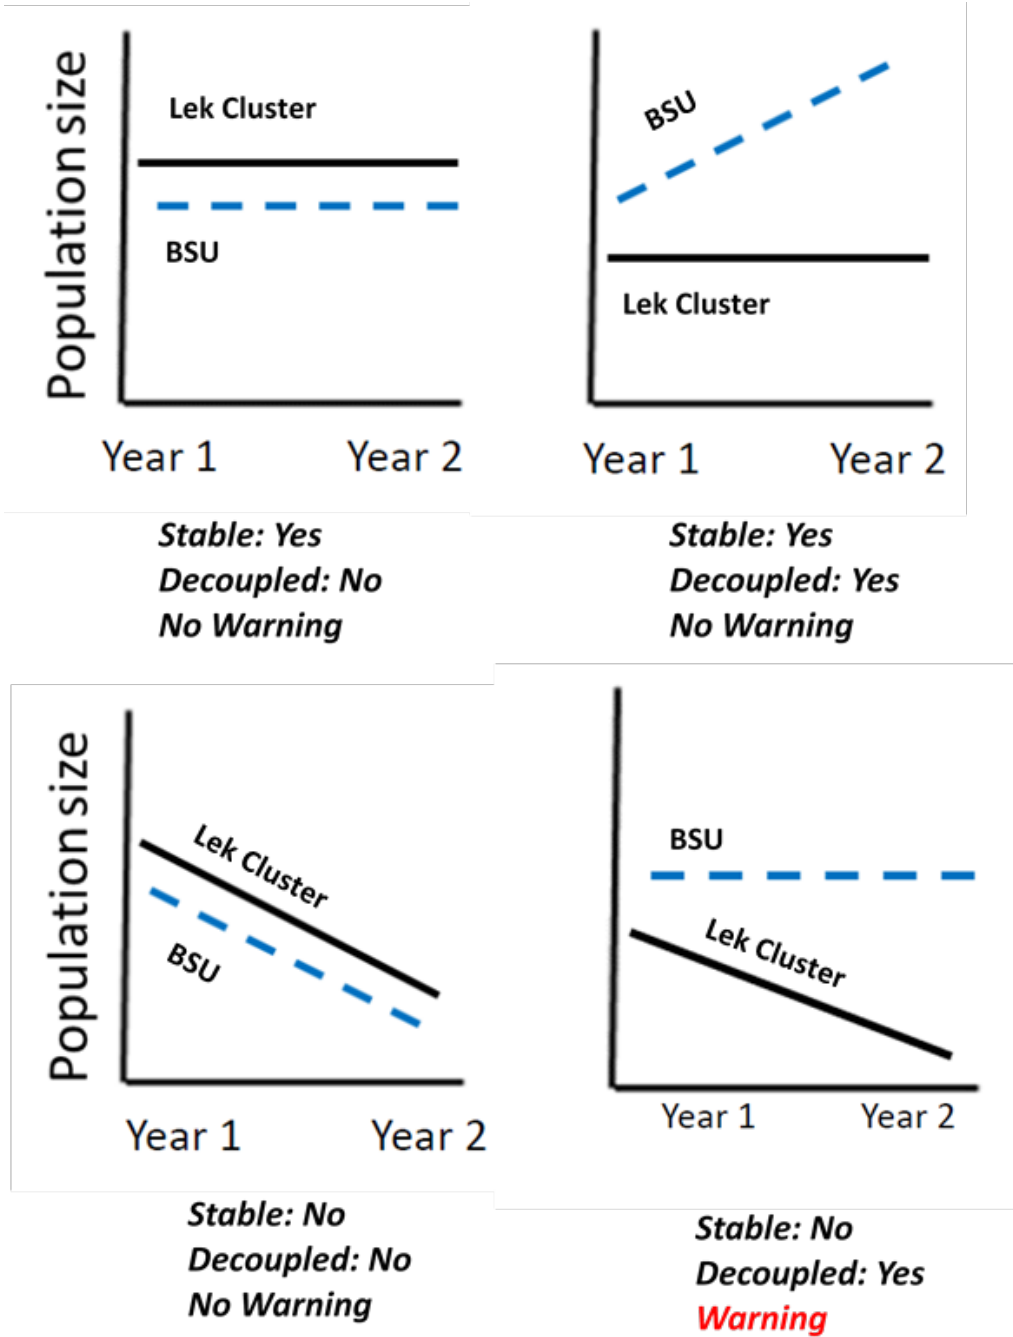 Population size
Lek Cluster
BSU
Year 1
Year 2
Stable: Yes
Decoupled: No
No Warning
BSU
Lek Cluster
Year 1
Year 2
Stable: Yes
Decoupled: Yes
No Warning
Population size
Lek Cluster
BSU
Year 1
Year 2
Stable: No
Decoupled: No
No Warning
BSU
Lek Cluster
Year 1
Year 2
Stable: No
Decoupled: Yes
Warning